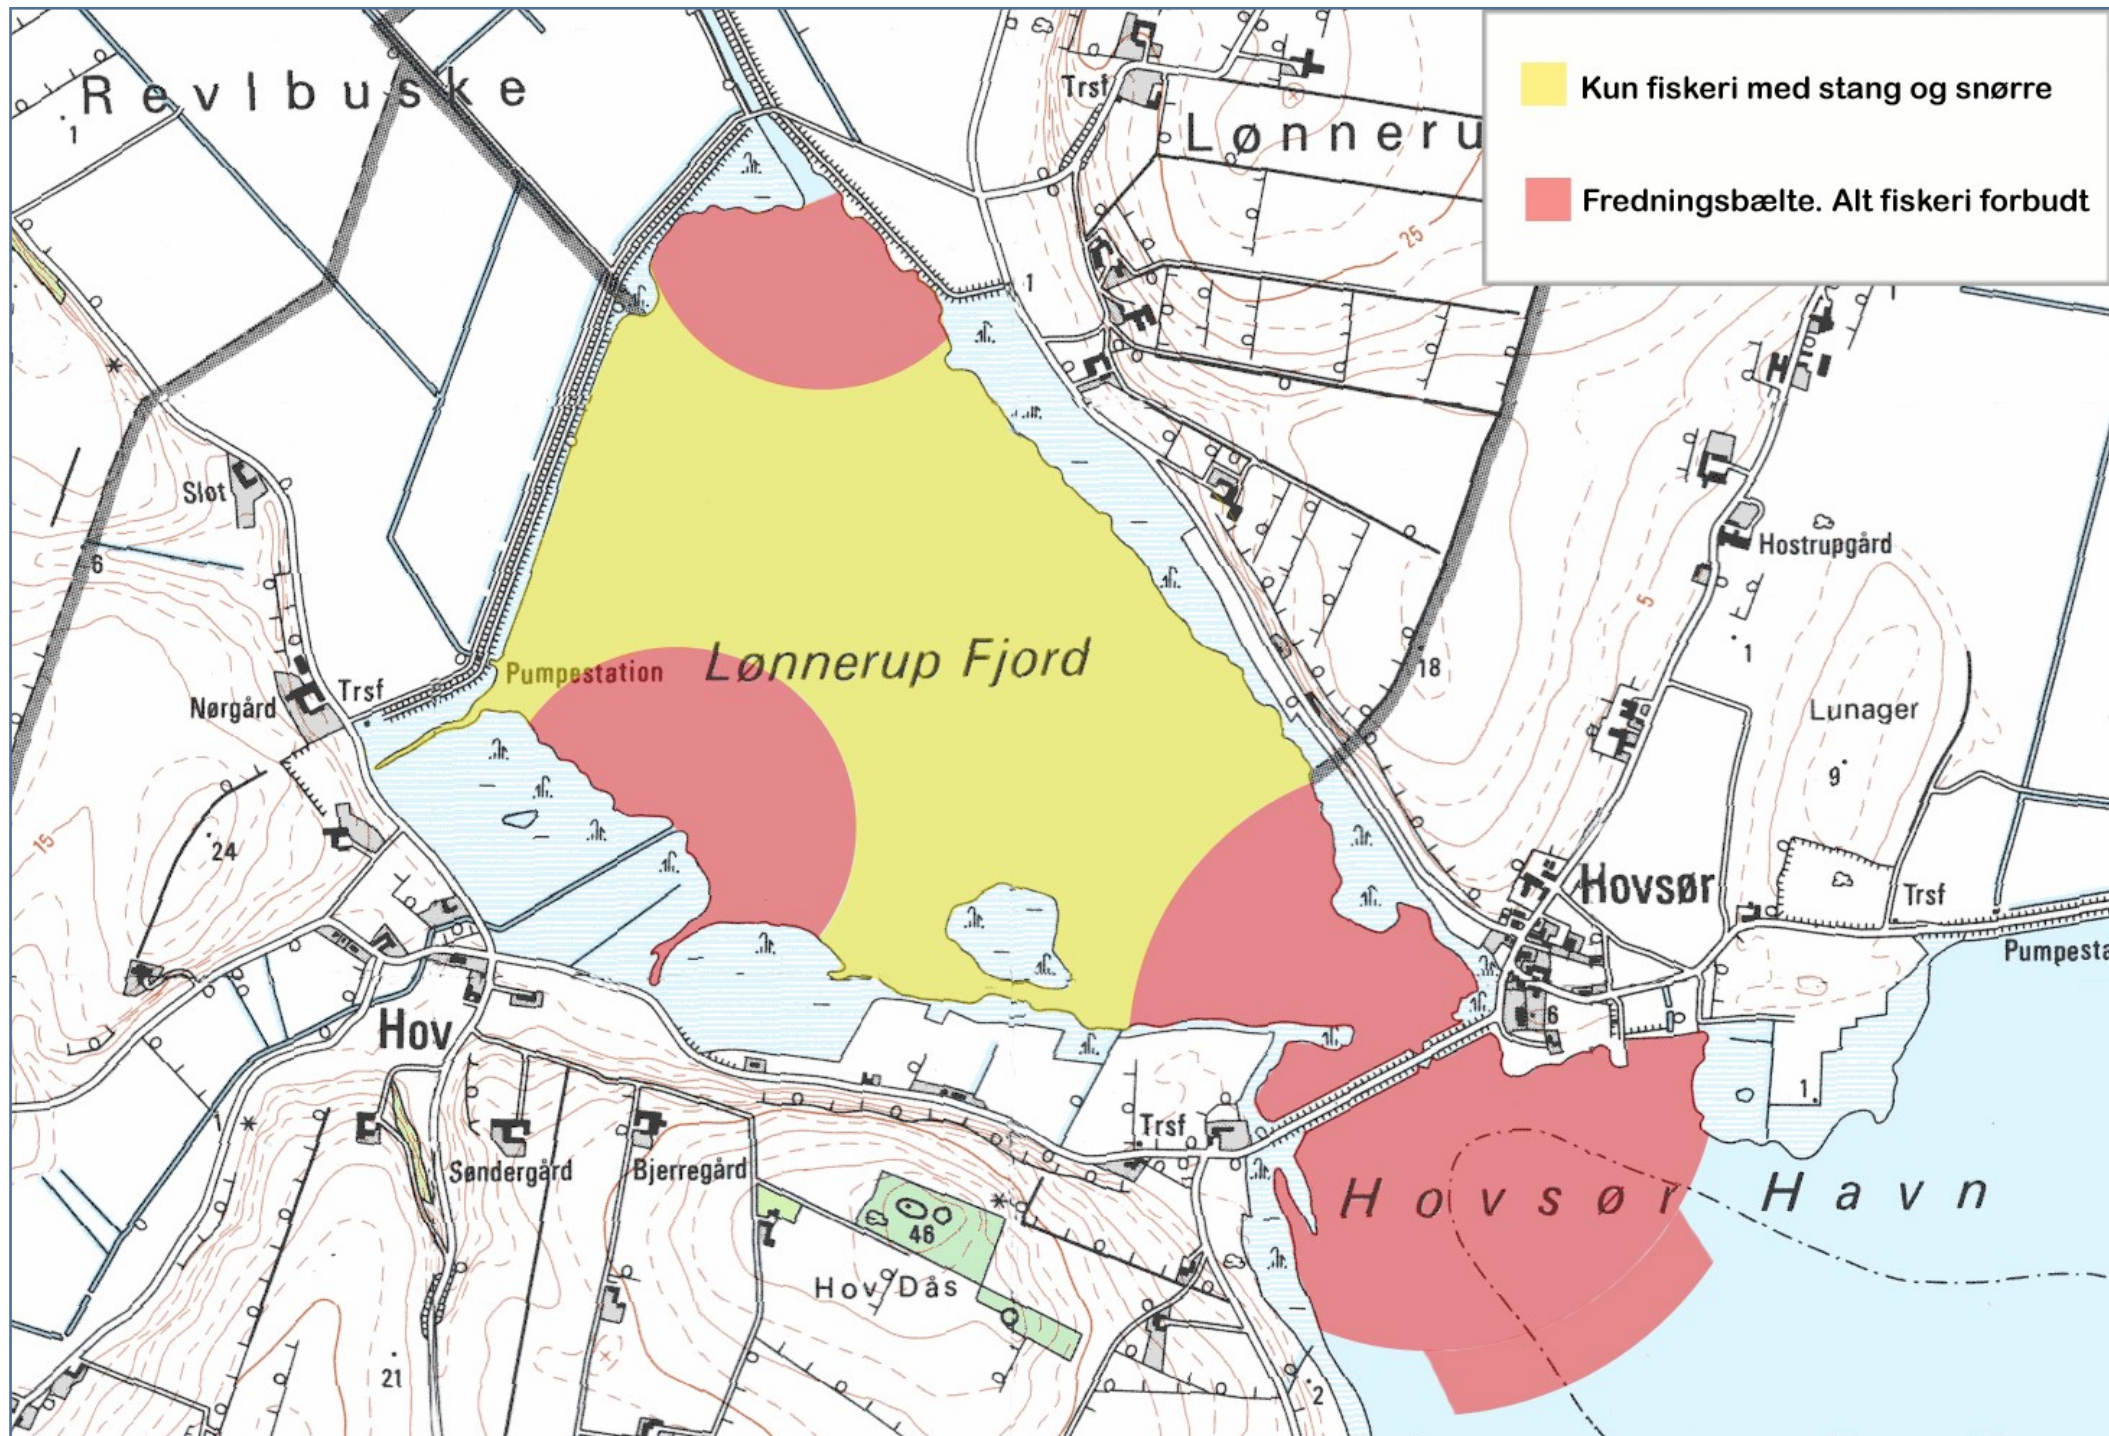 Revlbuske
1
Trsf
Lønneru
Kun fiskeri med stang og snørre
Fredningsbælte. Alt fiskeri forbudt
25
1
Slot
6
Hostrupgård
5
1
18
Pumpestation
Lønnerup Fjord
Nørgård
Trsf
Lunager
9
24
15
Hovsør
Trsf
Pumpesta
Hov
6
1
Trsf
Søndergård
Bjerregård
46
Hovsør Havn
Hov Dås
21
2